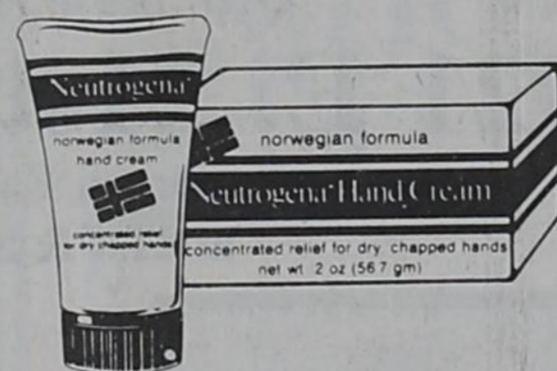 Neutrogena
norwegian formula
hand cream
concentrated relief
for dry chapped hands
norwegian formula
Neutrogena Hand Cream
concentrated relief for dry, chapped hands
net wt. 2 oz (56.7 gm)